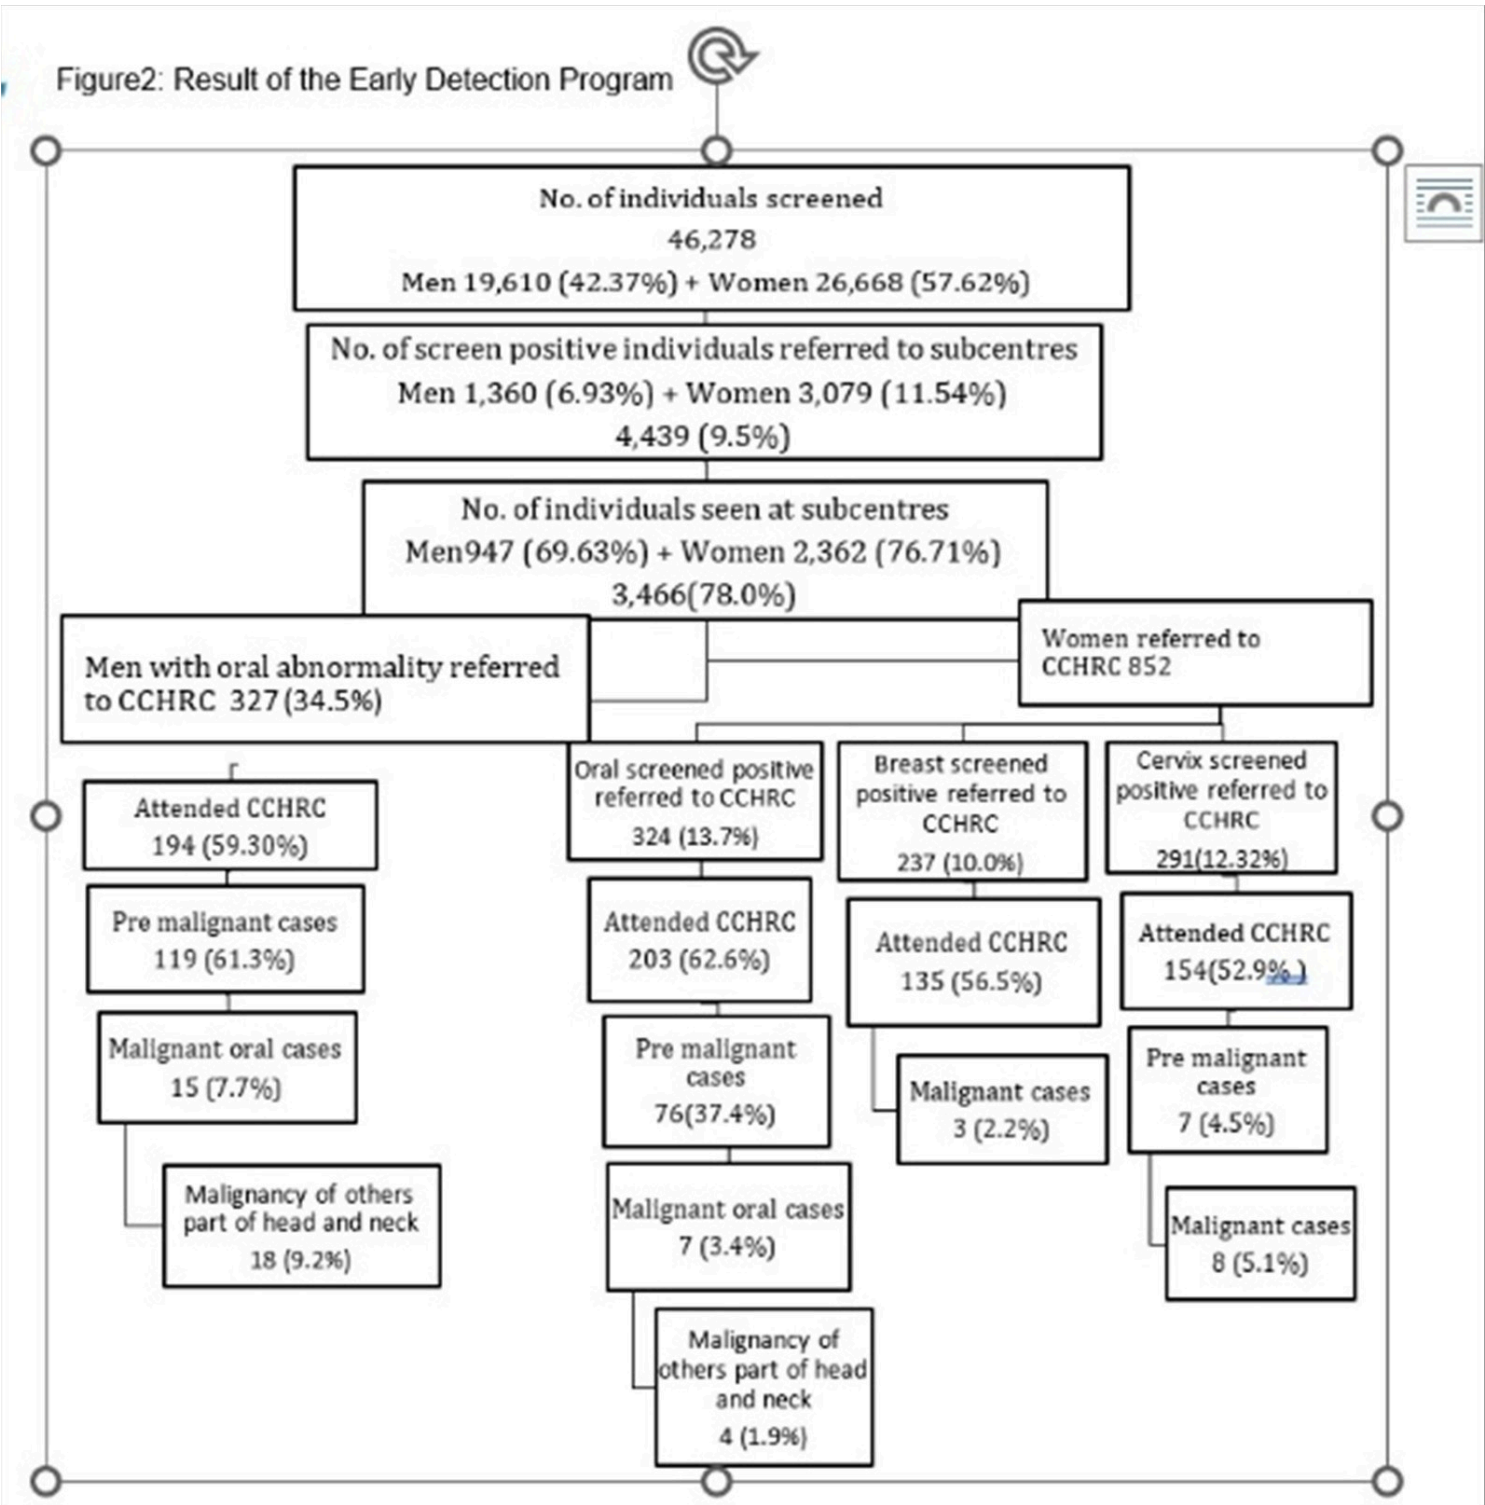 Figure2: Result of the Early Detection Program
No. of individuals screened
46,278
Men 19,610 (42.37%) + Women 26,668 (57.62%)
No. of screen positive individuals referred to subcentres
Men 1,360 (6.93%) + Women 3,079 (11.54%)
4,439 (9.5%)
No. of individuals seen at subcentres
Men947 (69.63%) + Women 2,362 (76.71%)
3,466(78.0%)
Men with oral abnormality referred
to CCHRC 327 (34.5%)
Women referred to
CCHRC 852
Attended CCHRC
194 (59.30%)
Pre malignant cases
119 (61.3%)
Malignant oral cases
15 (7.7%)
Malignancy of others
part of head and neck
18 (9.2%)
Oral screened positive
referred to CCHRC
324 (13.7%)
Attended CCHRC
203 (62.6%)
Pre malignant
cases
76(37.4%)
Malignant oral cases
7 (3.4%)
Malignancy of
others part of head
and neck
4 (1.9%)
Breast screened
positive referred to
CCHRC
237 (10.0%)
Attended CCHRC
135 (56.5%)
Malignant cases
3 (2.2%)
Cervix screened
positive referred to
CCHRC
291(12.32%)
Attended CCHRC
154(52.9% )
Pre malignant
cases
7 (4.5%)
Malignant cases
8 (5.1%)